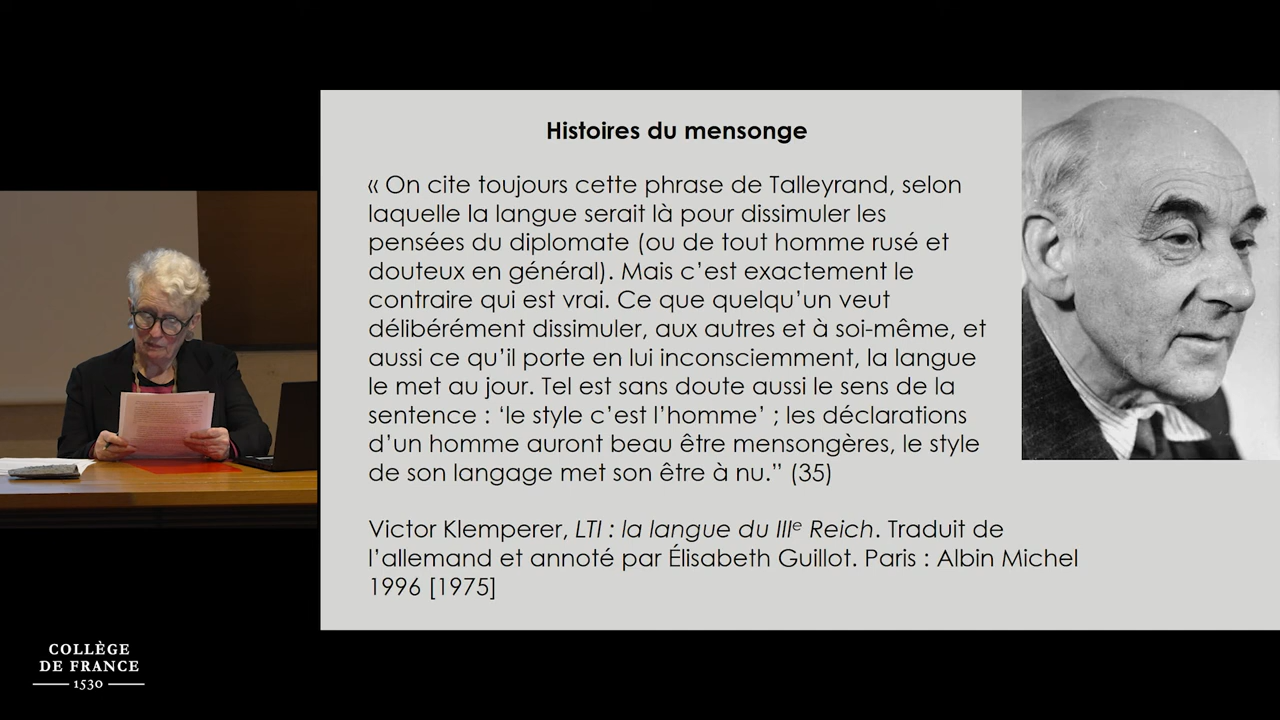 Histoires du mensonge
« On cite toujours cette phrase de Talleyrand, selon
laquelle la langue serait là pour dissimuler les
pensées du diplomate (ou de tout homme rusé et
douteux en général). Mais c’est exactement le
contraire qui est vrai. Ce que quelqu’un veut
délibérément dissimuler, aux autres et à soi-même, et
aussi ce qu’il porte en lui inconsciemment, la langue
le met au jour. Tel est sans doute aussi le sens de la
sentence : ‘le style c’est l’homme’ ; les déclarations
d’un homme auront beau être mensongères, le style
de son langage met son être à nu.” (35)
Victor Klemperer, LTI : la langue du IIIe Reich. Traduit de
l’allemand et annoté par Élisabeth Guillot. Paris : Albin Michel
1996 [1975]
COLLÈGE
DE FRANCE
1530